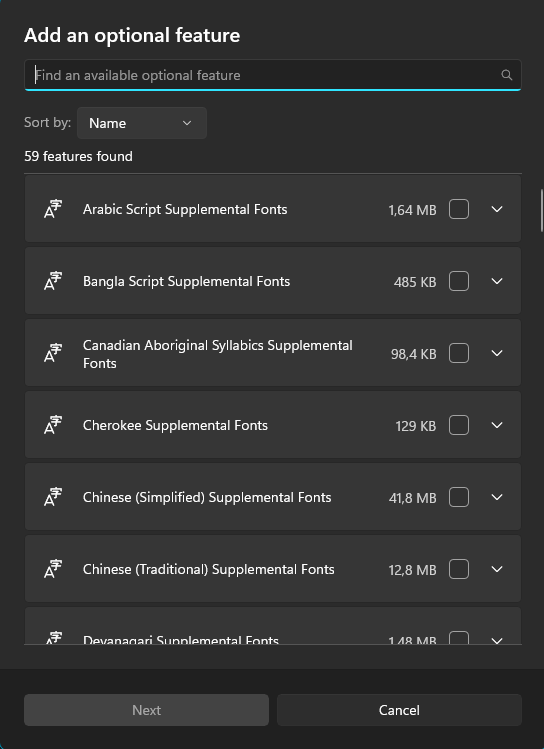 Add an optional feature
Find an available optional feature
Sort by: Name
59 features found
Arabic Script Supplemental Fonts 1,64 MB
Bangla Script Supplemental Fonts 485 KB
Canadian Aboriginal Syllabics Supplemental
Fonts 98,4 KB
Cherokee Supplemental Fonts 129 KB
Chinese (Simplified) Supplemental Fonts 41,8 MB
Chinese (Traditional) Supplemental Fonts 12,8 MB
Devanagari Supplemental Fonts 1,48 MB
Next Cancel